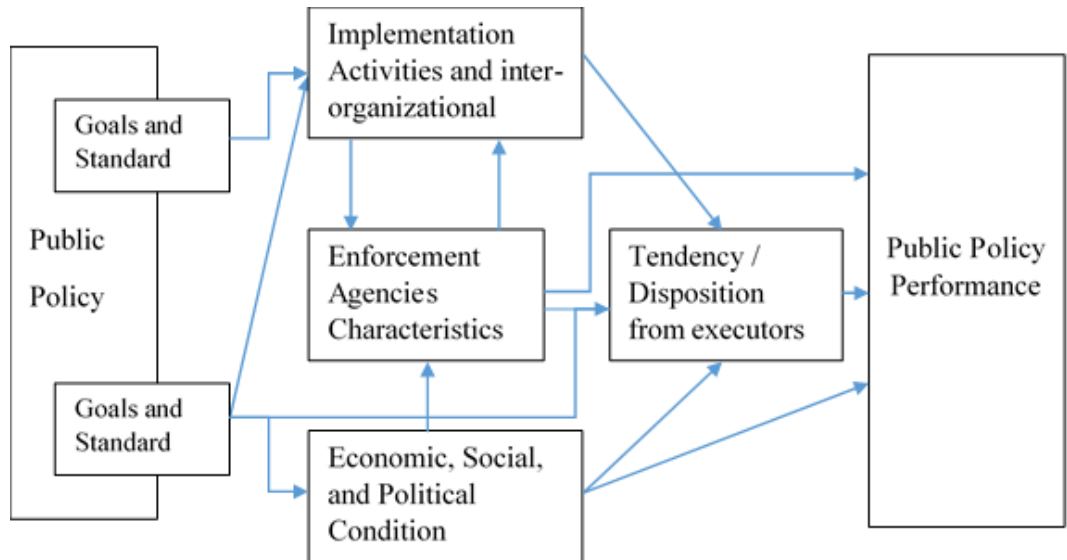 Public
Policy
Goals and
Standard
Goals and
Standard
Implementation
Activities and inter-
organizational
Enforcement
Agencies
Characteristics
Economic, Social,
and Political
Condition
Tendency /
Disposition
from executors
Public Policy
Performance